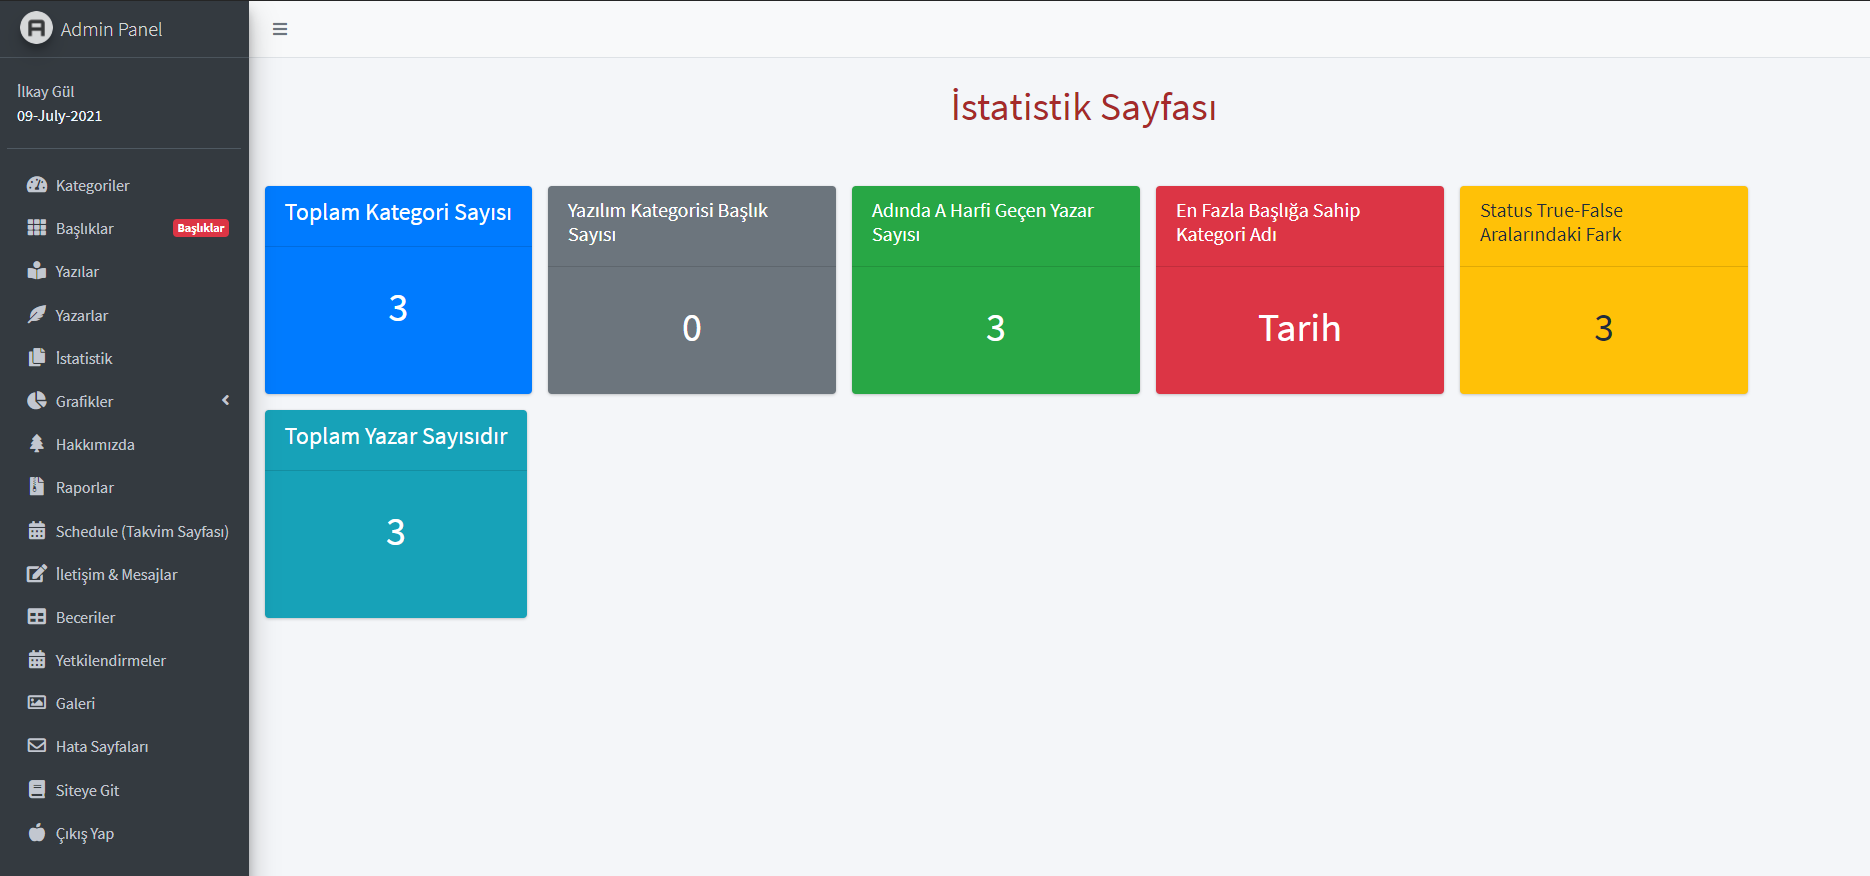 Admin Panel
İlkay Gül
09-July-2021
Kategoriler
Başlıklar
Başlıklar
Yazılar
Yazarlar
İstatistik
Grafikler
Hakkımızda
Raporlar
Schedule (Takvim Sayfası)
İletişim & Mesajlar
Beceriler
Yetkilendirmeler
Galeri
Hata Sayfaları
Siteye Git
Çıkış Yap
İstatistik Sayfası
Toplam Kategori Sayısı
3
Yazılım Kategorisi Başlık
Sayısı
0
Adında A Harfi Geçen Yazar
Sayısı
3
En Fazla Başlığa Sahip
Kategori Adı
Tarih
Status True-False
Aralarındaki Fark
3
Toplam Yazar Sayısıdır
3